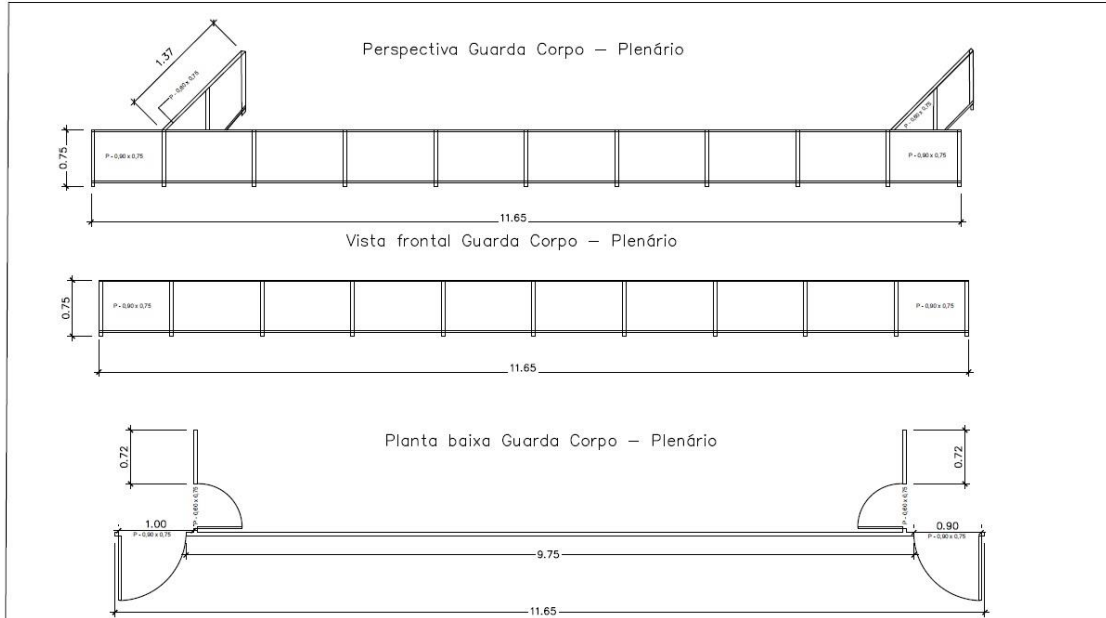 Perspectiva Guarda Corpo – Plenário
1.37
P - 0,60 x 0,75
P - 0,60 x 0,75
0.75
P - 0,90 x 0,75
P - 0,90 x 0,75
11.65
Vista frontal Guarda Corpo – Plenário
0.75
P - 0,90 x 0,75
P - 0,90 x 0,75
11.65
Planta baixa Guarda Corpo – Plenário
0.72
0.72
P - 0,60 x 0,75
P - 0,60 x 0,75
1.00
0.90
P - 0,90 x 0,75
P - 0,90 x 0,75
9.75
11.65